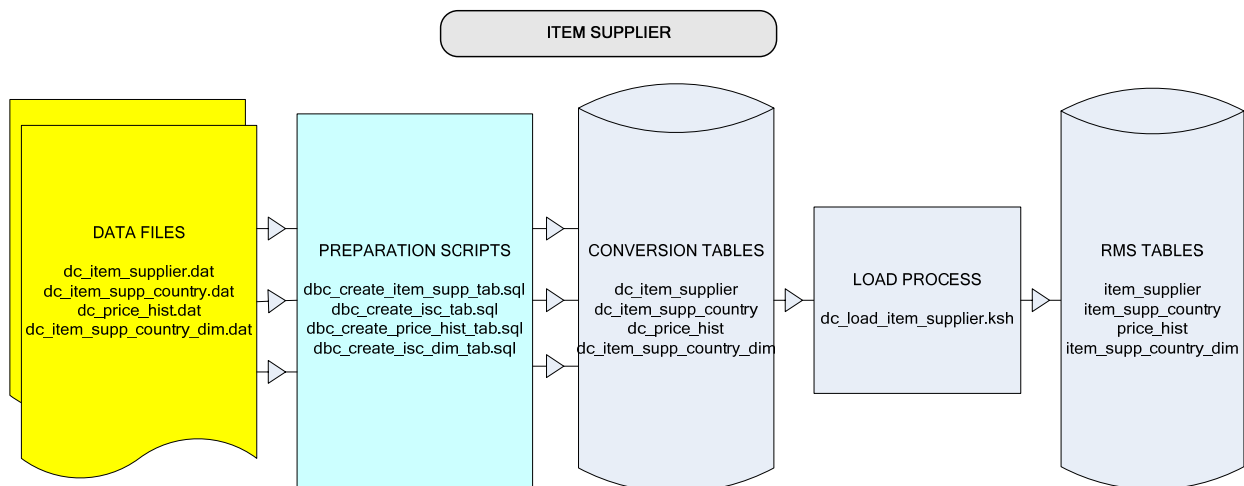 ITEM SUPPLIER
DATA FILES
dc_item_supplier.dat
dc_item_supp_country.dat
dc_price_hist.dat
dc_item_supp_country_dim.dat
PREPARATION SCRIPTS
dbc_create_item_supp_tab.sql
dbc_create_isc_tab.sql
dbc_create_price_hist_tab.sql
dbc_create_isc_dim_tab.sql
CONVERSION TABLES
dc_item_supplier
dc_item_supp_country
dc_price_hist
dc_item_supp_country_dim
LOAD PROCESS
dc_load_item_supplier.ksh
RMS TABLES
item_supplier
item_supp_country
price_hist
item_supp_country_dim